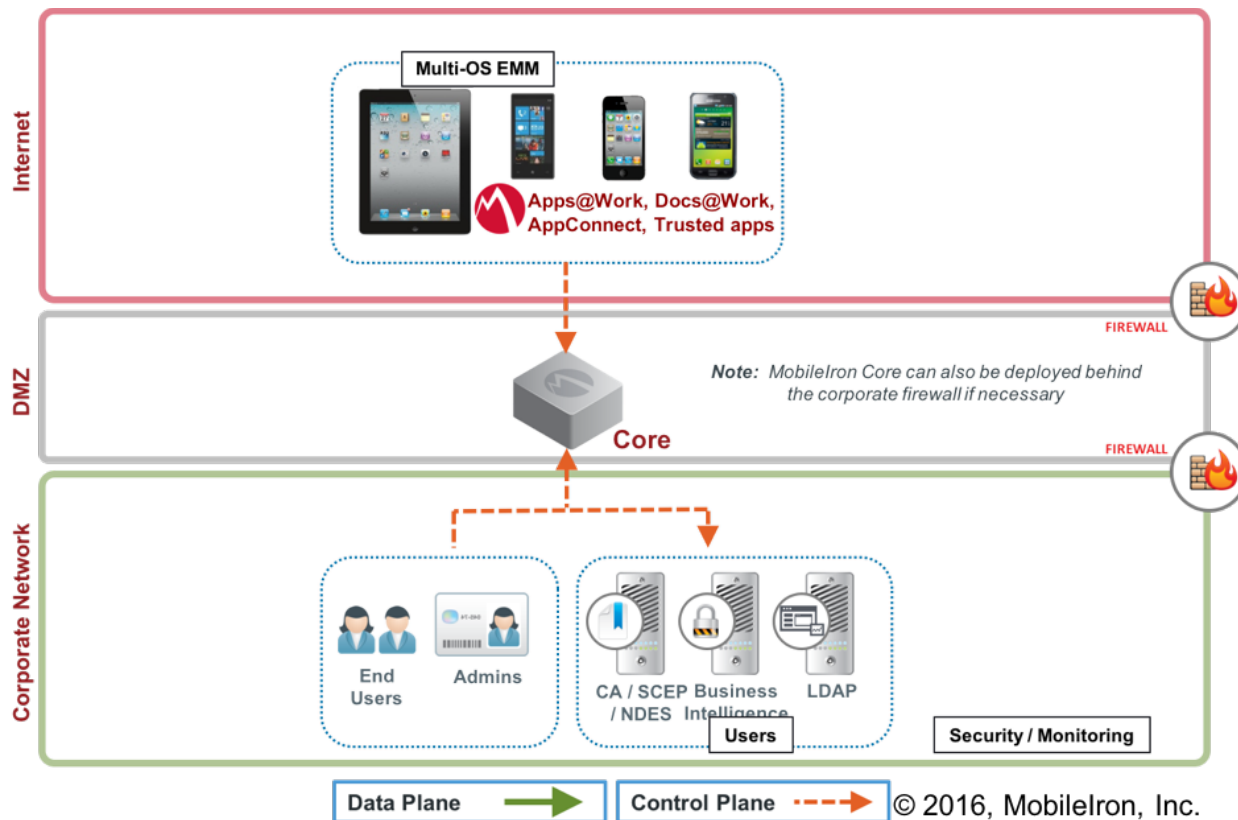 Internet
Multi-OS EMM
Apps@Work, Docs@Work,
AppConnect, Trusted apps
FIREWALL
DMZ
Note: MobileIron Core can also be deployed behind
the corporate firewall if necessary
Core
FIREWALL
Corporate Network
End
Users
Admins
CA / SCEP
/ NDES
Business
Intelligence
LDAP
Users
Security / Monitoring
Data Plane
Control Plane
© 2016, MobileIron, Inc.